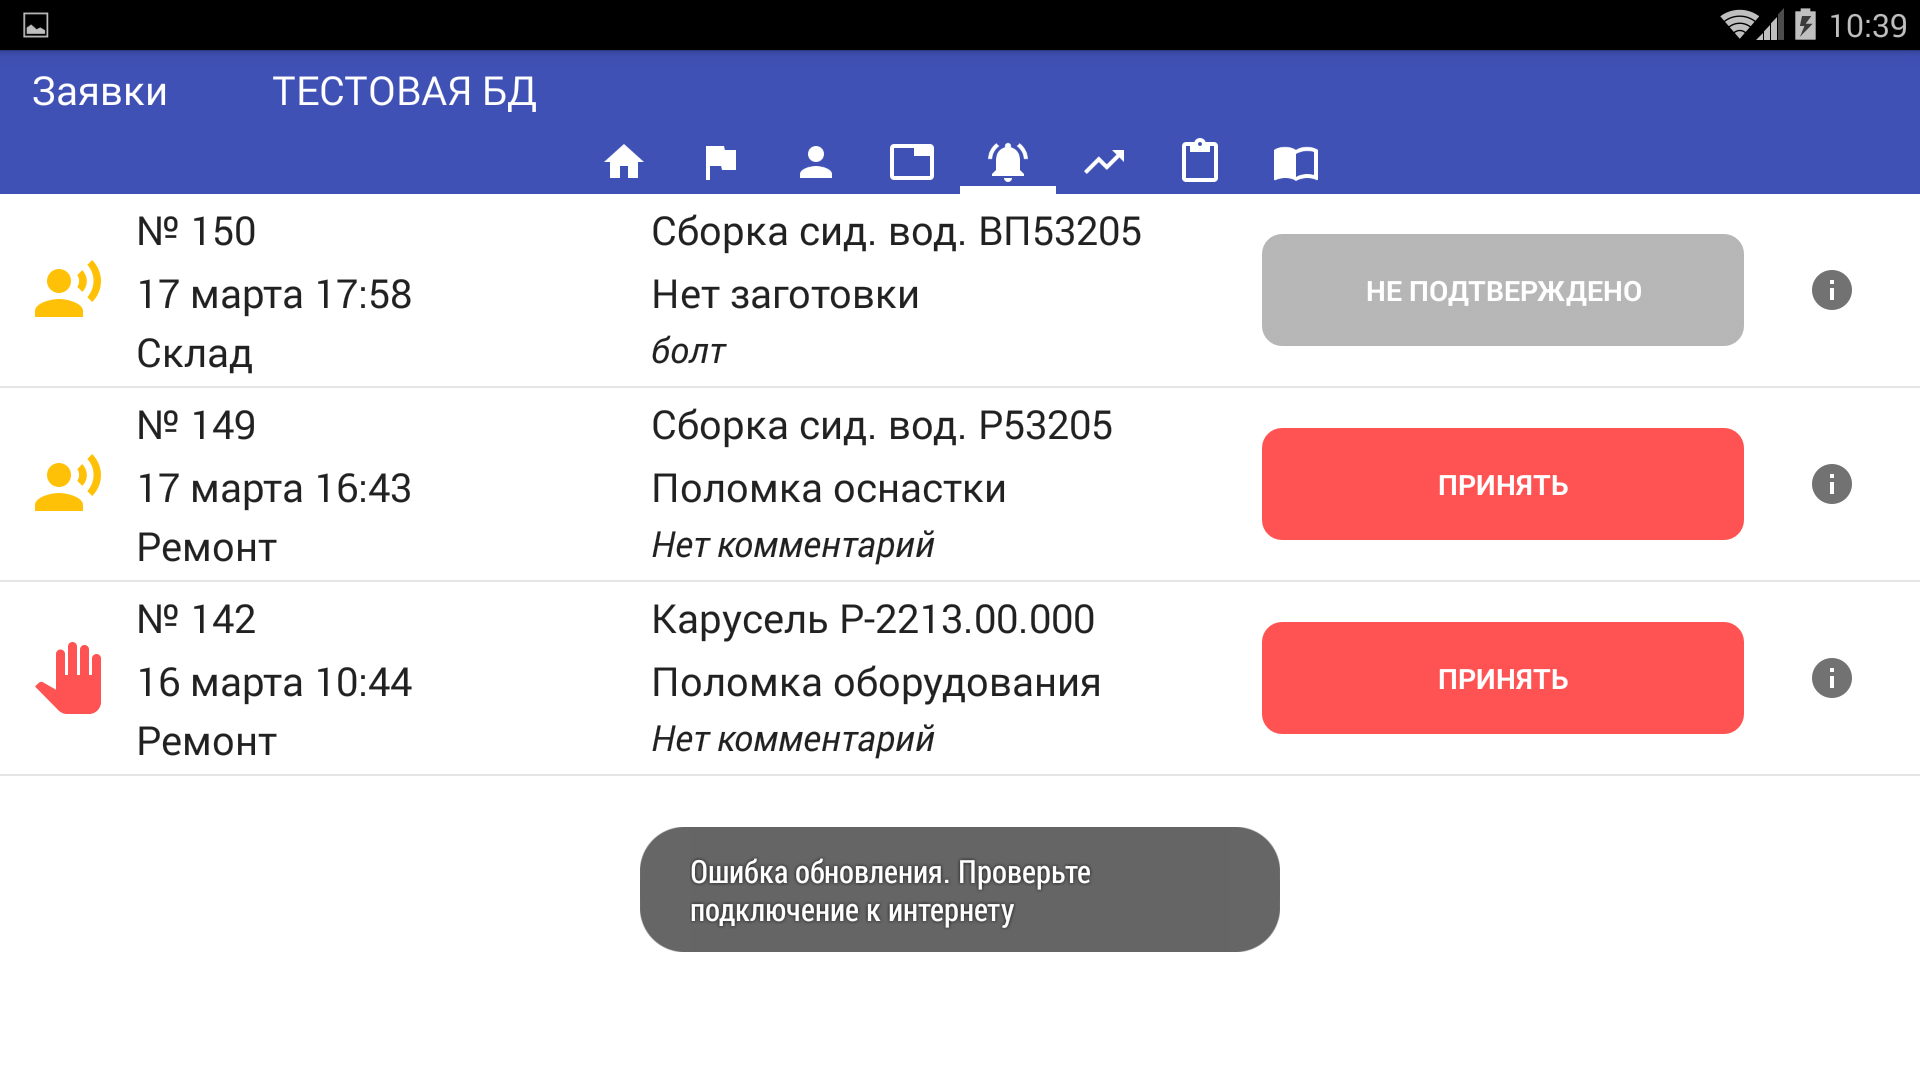 10:39
Заявки ТЕСТОВАЯ БД
№ 150
17 марта 17:58
Склад
Сборка сид. вод. ВП53205
Нет заготовки
болт
НЕ ПОДТВЕРЖДЕНО
№ 149
17 марта 16:43
Ремонт
Сборка сид. вод. Р53205
Поломка оснастки
Нет комментарий
ПРИНЯТЬ
№ 142
16 марта 10:44
Ремонт
Карусель Р-2213.00.000
Поломка оборудования
Нет комментарий
ПРИНЯТЬ
Ошибка обновления. Проверьте
подключение к интернету